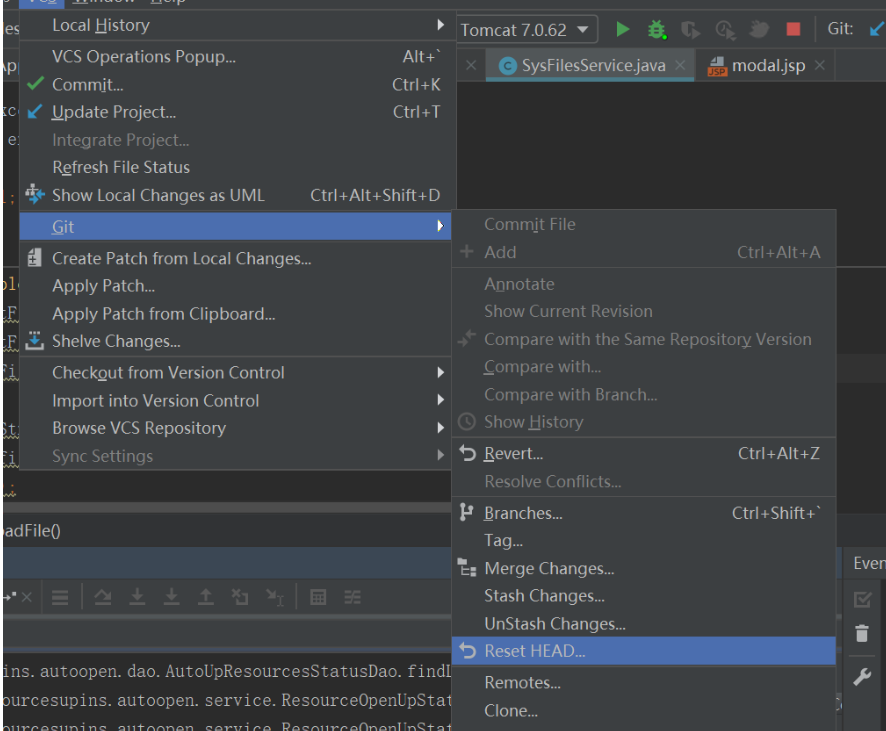 Window Help
Local History
Tomcat 7.0.62
Git:
VCS Operations Popup... Alt+`
SysFilesService.java
modal.jsp
Commit... Ctrl+K
Update Project... Ctrl+T
Integrate Project...
Refresh File Status
Show Local Changes as UML Ctrl+Alt+Shift+D
Git
Create Patch from Local Changes...
Apply Patch...
Apply Patch from Clipboard...
Shelve Changes...
Checkout from Version Control
Import into Version Control
Browse VCS Repository
Sync Settings
Commit File
Add Ctrl+Alt+A
Annotate
Show Current Revision
Compare with the Same Repository Version
Compare with...
Compare with Branch...
Show History
Revert... Ctrl+Alt+Z
Resolve Conflicts...
Branches... Ctrl+Shift+`
Tag...
Merge Changes...
Stash Changes...
UnStash Changes...
Reset HEAD...
Remotes...
Clone...
oadFile()
Even
ins.autoopen.dao.AutoUpResourcesStatusDao.findI
ourcesupins.autoopen.service.ResourceOpenUpStat
ourcesupins.autoopen.service.ResourceOpenUpStat